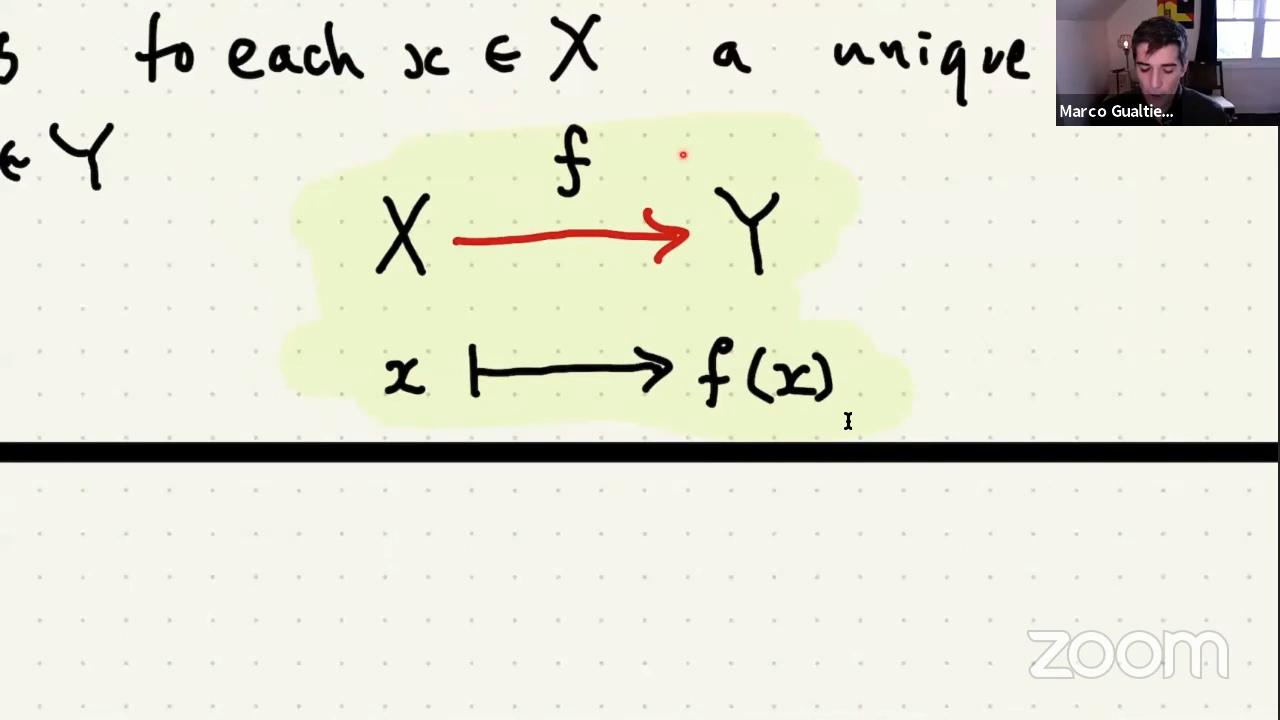 to each x ∈ X a unique
∈ Y
f
X → Y
x ↦ f(x)
Marco Gualtie...
zoom